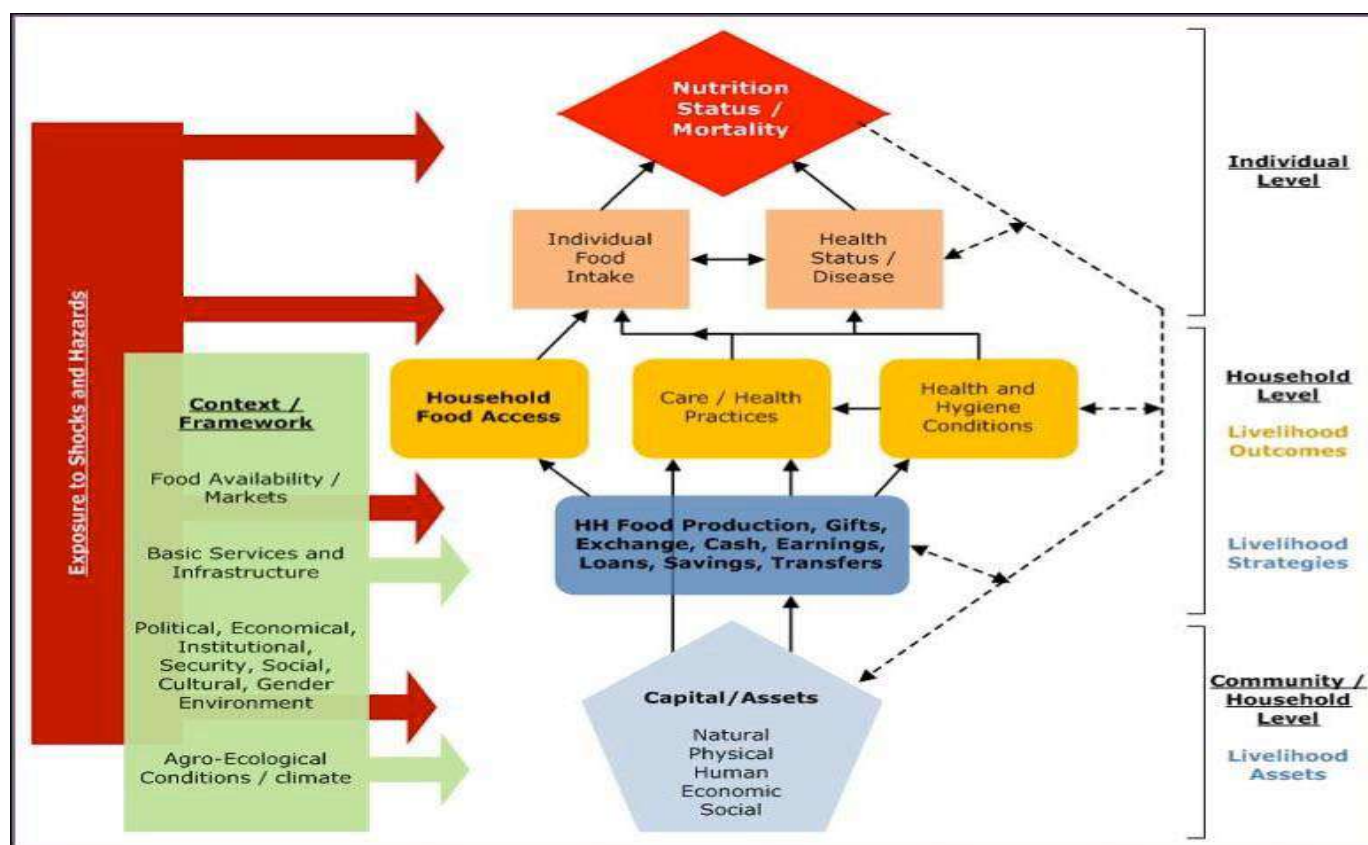 Nutrition
Status /
Mortality
Individual
Level
Individual
Food
Intake
Health
Status /
Disease
Exposure to Shocks and Hazards
Context /
Framework
Food Availability /
Markets
Basic Services and
Infrastructure
Political, Economical,
Institutional,
Security, Social,
Cultural, Gender
Environment
Agro-Ecological
Conditions / climate
Household
Food Access
Care / Health
Practices
Health and
Hygiene
Conditions
Household
Level
Livelihood
Outcomes
HH Food Production, Gifts,
Exchange, Cash, Earnings,
Loans, Savings, Transfers
Livelihood
Strategies
Capital/Assets
Natural
Physical
Human
Economic
Social
Community /
Household
Level
Livelihood
Assets